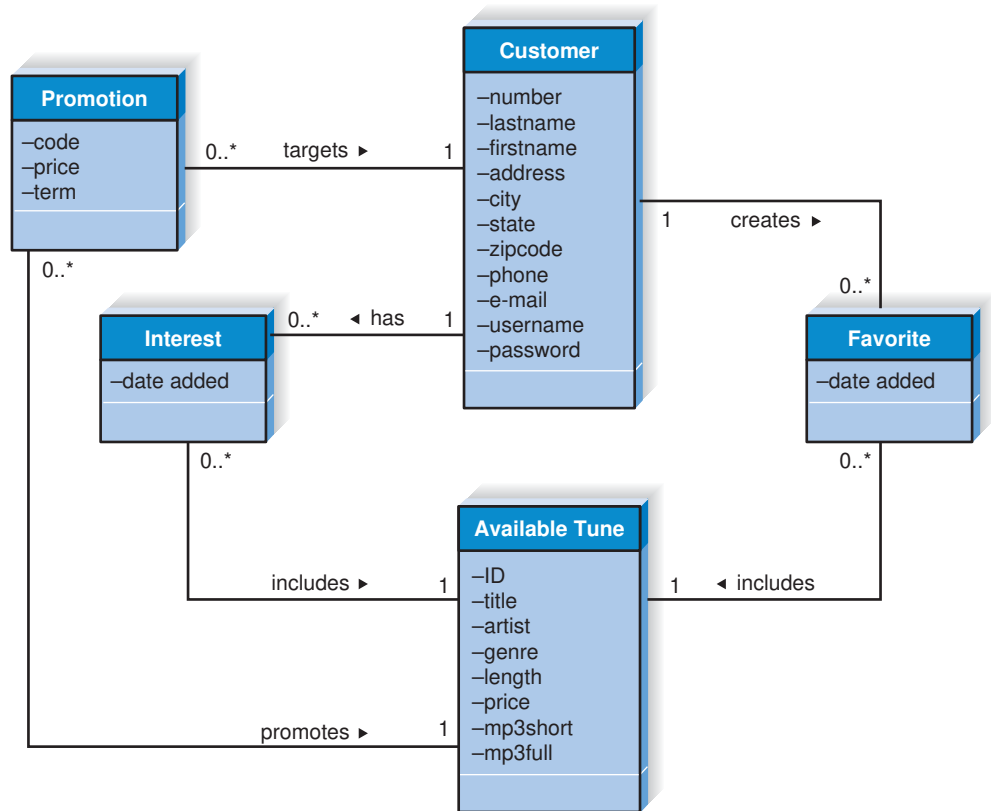 Promotion
–code
–price
–term
Customer
–number
–lastname
–firstname
–address
–city
–state
–zipcode
–phone
–e-mail
–username
–password
0..* targets ► 1
1 creates ►
0..*
0..*
0..* ◄ has 1
Interest
–date added
Favorite
–date added
0..*
0..*
Available Tune
–ID
–title
–artist
–genre
–length
–price
–mp3short
–mp3full
includes ► 1
1 ◄ includes
promotes ► 1